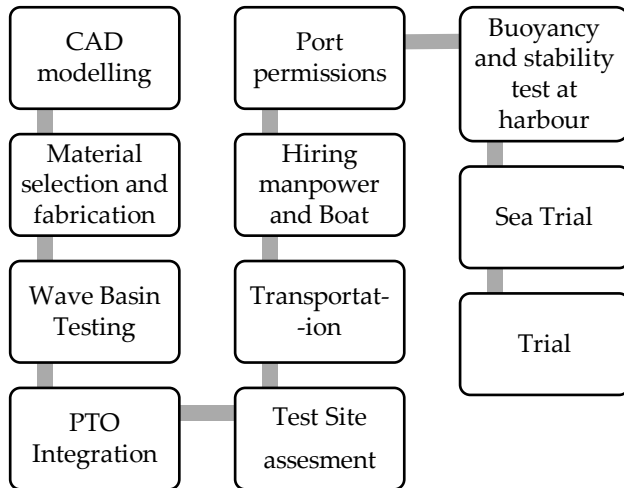 CAD
modelling
Material
selection and
fabrication
Wave Basin
Testing
PTO
Integration
Test Site
assesment
Transportat-
-ion
Hiring
manpower
and Boat
Port
permissions
Buoyancy
and stability
test at
harbour
Sea Trial
Trial